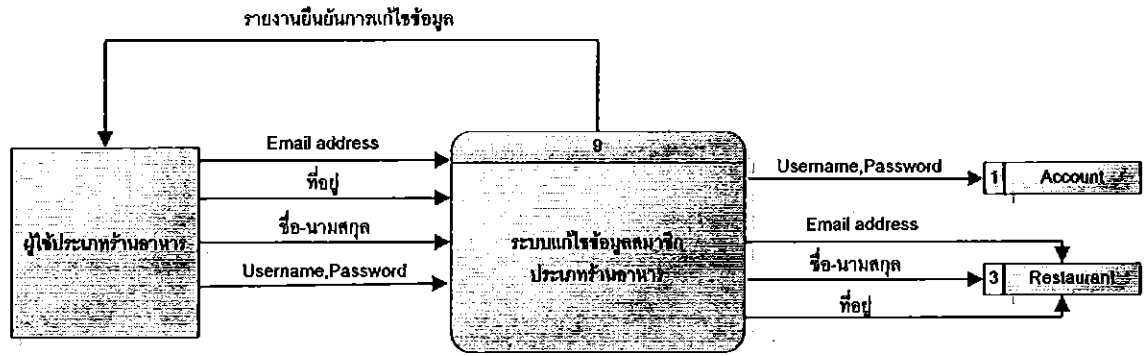 รายงานยืนยันการแก้ไขข้อมูล
Email address
ที่อยู่
ชื่อ-นามสกุล
Username,Password
ผู้ใช้ประเภทร้านอาหาร
9
ระบบแก้ไขข้อมูลสมาชิก
ประเภทร้านอาหาร
Username,Password
1 Account
Email address
ชื่อ-นามสกุล
3 Restaurant
ที่อยู่